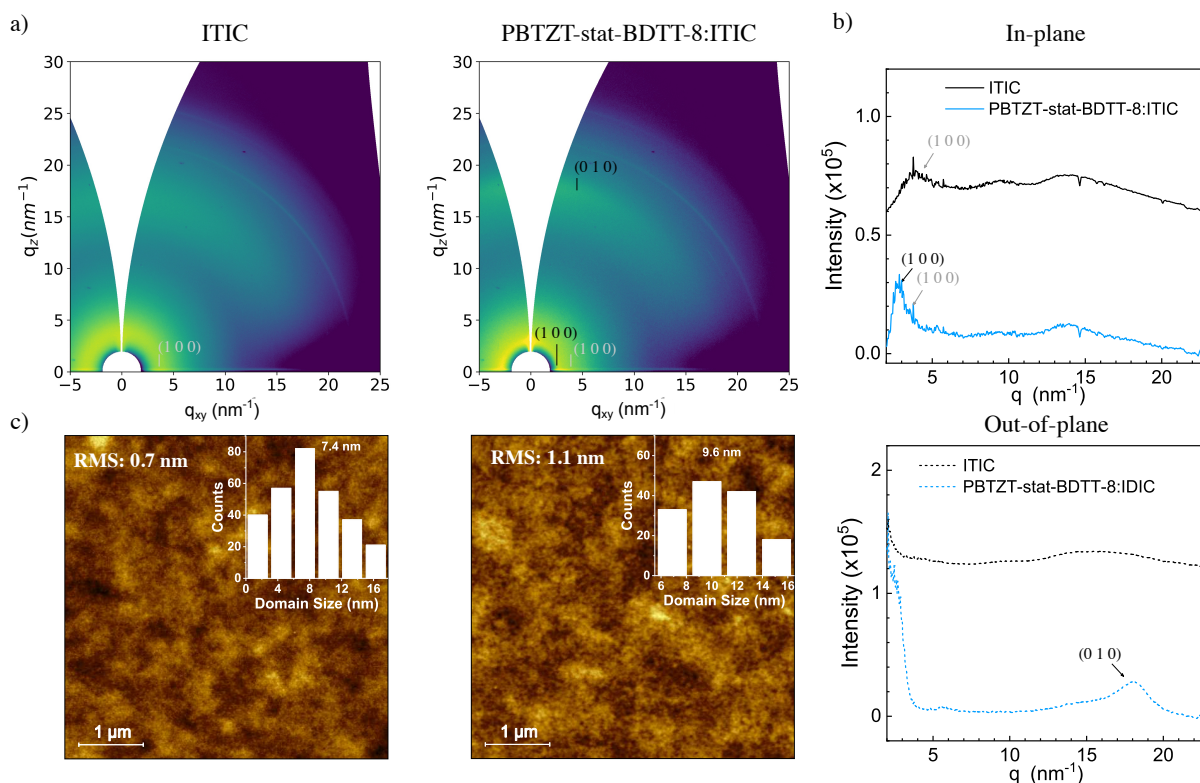 a)
ITIC
PBTZT-stat-BDTT-8:ITIC
b)
In-plane
30
25
20
15
10
5
0
q_z(nm⁻¹)
(1 0 0)
−5 0 5 10 15 20 25
q_xy (nm⁻¹)
30
25
20
15
10
5
0
q_z(nm⁻¹)
(0 1 0)
(1 0 0)
(1 0 0)
−5 0 5 10 15 20 25
q_xy (nm⁻¹)
ITIC
PBTZT-stat-BDTT-8:ITIC
1.0
0.5
0.0
Intensity (x10⁵)
(1 0 0)
(1 0 0)
(1 0 0)
5 10 15 20
q (nm⁻¹)
c)
RMS: 0.7 nm
7.4 nm
80
60
40
20
0
Counts
0 4 8 12 16
Domain Size (nm)
1 µm
RMS: 1.1 nm
9.6 nm
60
40
20
0
Counts
6 8 10 12 14 16
Domain Size (nm)
1 µm
Out-of-plane
ITIC
PBTZT-stat-BDTT-8:IDIC
2
1
0
Intensity (x10⁵)
(0 1 0)
5 10 15 20
q (nm⁻¹)